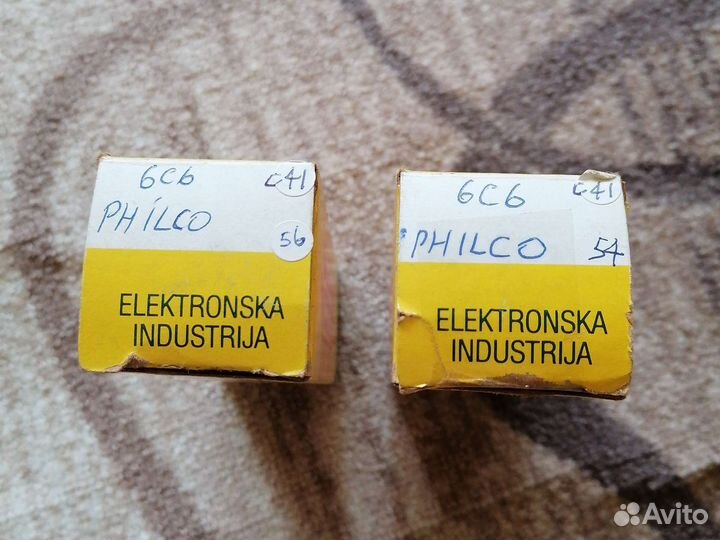 6C6 C41
PHILCO
56
ELEKTRONSKA
INDUSTRIJA
6C6 C41
PHILCO 54
ELEKTRONSKA
INDUSTRIJA
Avito